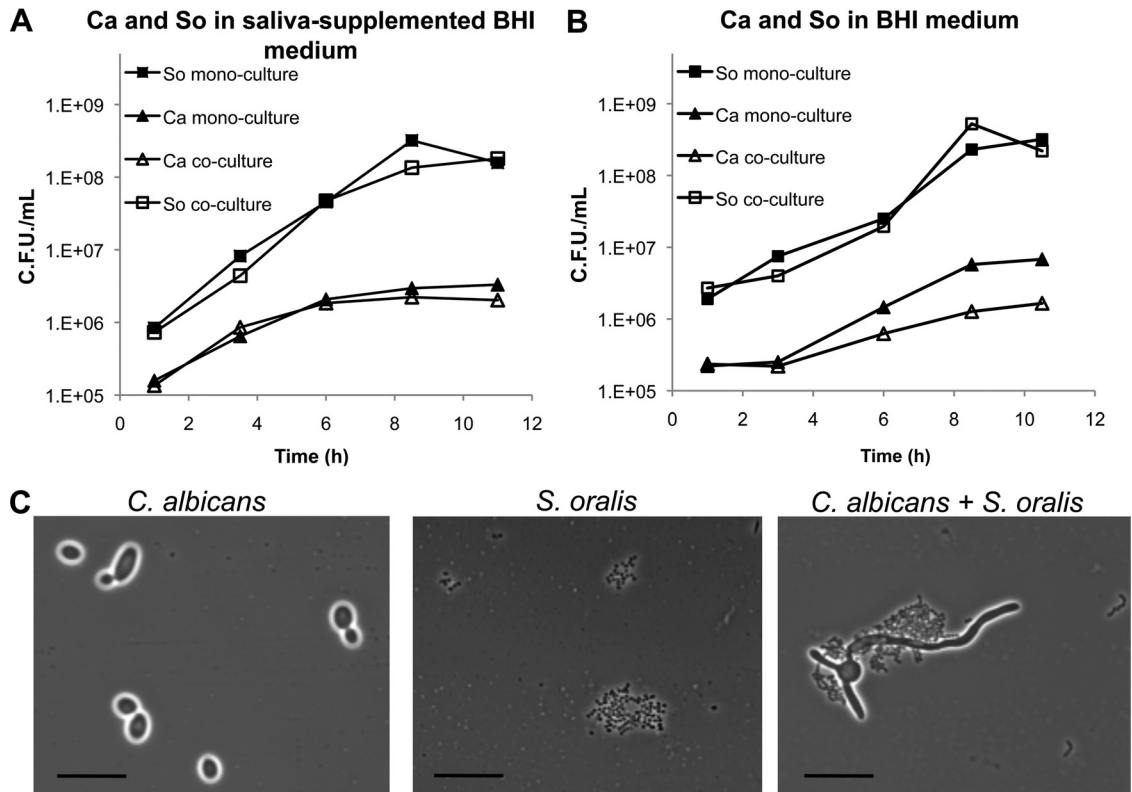 A
Ca and So in saliva-supplemented BHI
medium
So mono-culture
Ca mono-culture
Ca co-culture
So co-culture
C.F.U./mL
1.E+09
1.E+08
1.E+07
1.E+06
1.E+05
0 2 4 6 8 10 12
Time (h)
B
Ca and So in BHI medium
So mono-culture
Ca mono-culture
Ca co-culture
So co-culture
C.F.U./mL
1.E+09
1.E+08
1.E+07
1.E+06
1.E+05
0 2 4 6 8 10 12
Time (h)
C
C. albicans
S. oralis
C. albicans + S. oralis